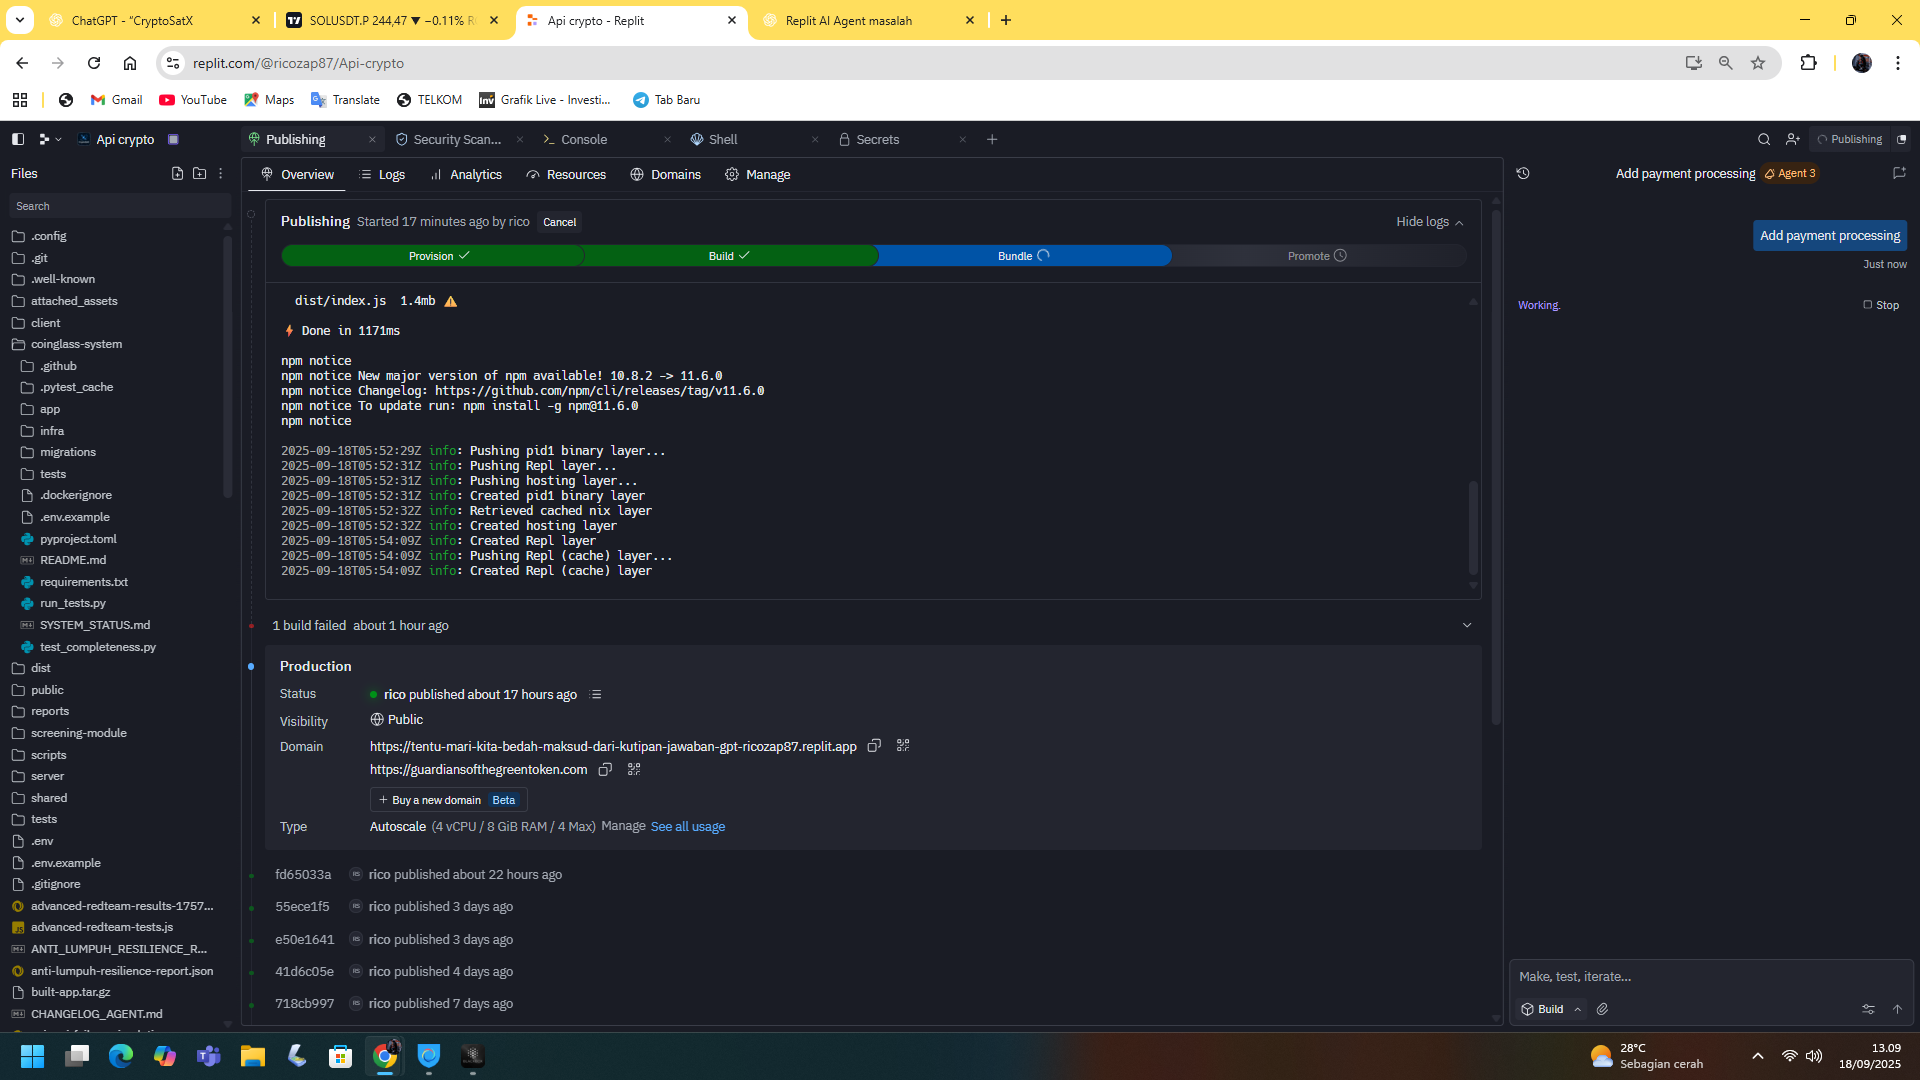 ChatGPT - "CryptoSatX
SOLUSDT.P 244,47 ▼ −0.11%
Api crypto - Replit
Replit AI Agent masalah
replit.com/@ricozap87/Api-crypto
Gmail
YouTube
Maps
Translate
TELKOM
Grafik Live - Investi...
Tab Baru
Api crypto
Publishing
Security Scan...
Console
Shell
Secrets
Publishing
Files
Search
.config
.git
.well-known
attached_assets
client
coinglass-system
.github
.pytest_cache
app
infra
migrations
tests
.dockerignore
.env.example
pyproject.toml
README.md
requirements.txt
run_tests.py
SYSTEM_STATUS.md
test_completeness.py
dist
public
reports
screening-module
scripts
server
shared
tests
.env
.env.example
.gitignore
advanced-redteam-results-1757...
advanced-redteam-tests.js
ANTI_LUMPUH_RESILIENCE_R...
anti-lumpuh-resilience-report.json
built-app.tar.gz
CHANGELOG_AGENT.md
Overview
Logs
Analytics
Resources
Domains
Manage
Publishing Started 17 minutes ago by rico Cancel
Hide logs
Provision
Build
Bundle
Promote
dist/index.js 1.4mb
Done in 1171ms
npm notice
npm notice New major version of npm available! 10.8.2 -> 11.6.0
npm notice Changelog: https://github.com/npm/cli/releases/tag/v11.6.0
npm notice To update run: npm install -g npm@11.6.0
npm notice
2025-09-18T05:52:29Z info: Pushing pid1 binary layer...
2025-09-18T05:52:31Z info: Pushing Repl layer...
2025-09-18T05:52:31Z info: Pushing hosting layer...
2025-09-18T05:52:31Z info: Created pid1 binary layer
2025-09-18T05:52:32Z info: Retrieved cached nix layer
2025-09-18T05:52:32Z info: Created hosting layer
2025-09-18T05:54:09Z info: Created Repl layer
2025-09-18T05:54:09Z info: Pushing Repl (cache) layer...
2025-09-18T05:54:09Z info: Created Repl (cache) layer
1 build failed about 1 hour ago
Production
Status rico published about 17 hours ago
Visibility Public
Domain https://tentu-mari-kita-bedah-maksud-dari-kutipan-jawaban-gpt-ricozap87.replit.app
https://guardiansofthegreentoken.com
+ Buy a new domain Beta
Type Autoscale (4 vCPU / 8 GiB RAM / 4 Max) Manage See all usage
fd65033a RS rico published about 22 hours ago
55ece1f5 RS rico published 3 days ago
e50e1641 RS rico published 3 days ago
41d6c05e RS rico published 4 days ago
718cb997 RS rico published 7 days ago
Add payment processing Agent 3
Add payment processing
Just now
Working.
Stop
Make, test, iterate...
Build
28°C
Sebagian cerah
13.09
18/09/2025